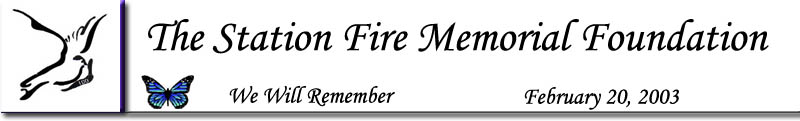 The Station Fire Memorial Foundation
We Will Remember February 20, 2003